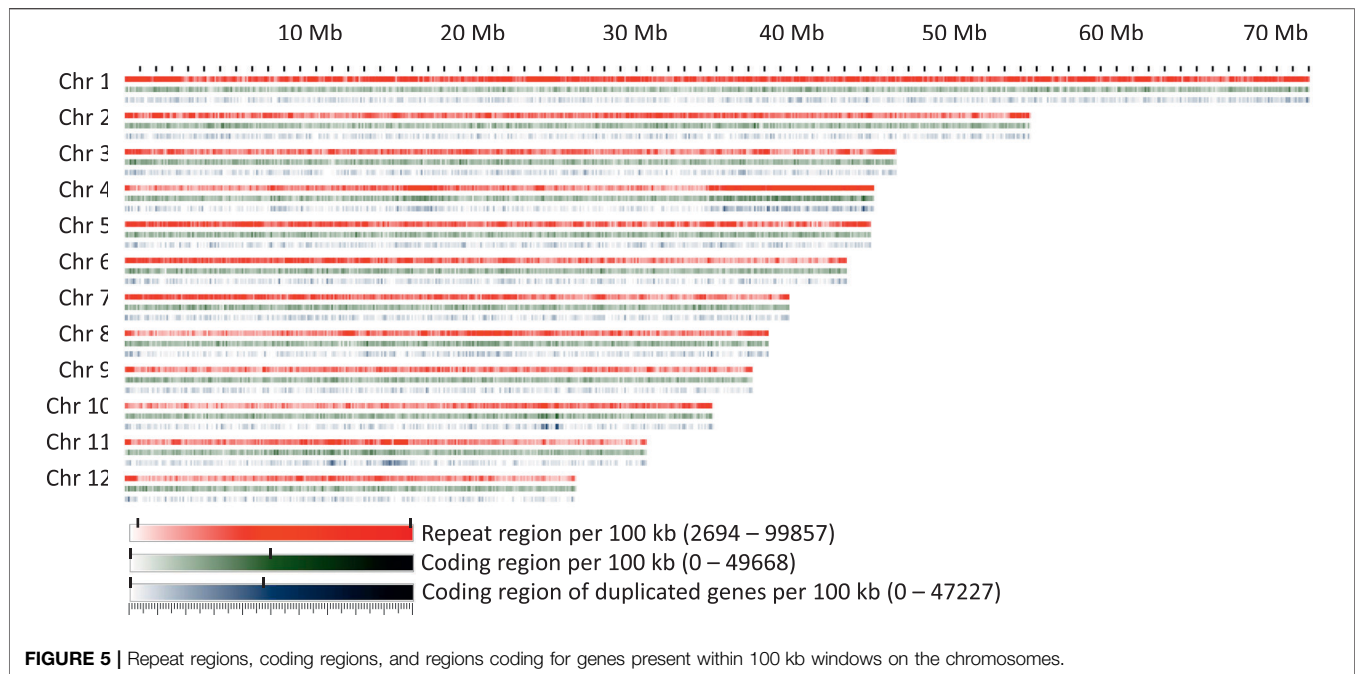 10 Mb 20 Mb 30 Mb 40 Mb 50 Mb 60 Mb 70 Mb
Chr 1
Chr 2
Chr 3
Chr 4
Chr 5
Chr 6
Chr 7
Chr 8
Chr 9
Chr 10
Chr 11
Chr 12
Repeat region per 100 kb (2694 – 99857)
Coding region per 100 kb (0 – 49668)
Coding region of duplicated genes per 100 kb (0 – 47227)
FIGURE 5 | Repeat regions, coding regions, and regions coding for genes present within 100 kb windows on the chromosomes.